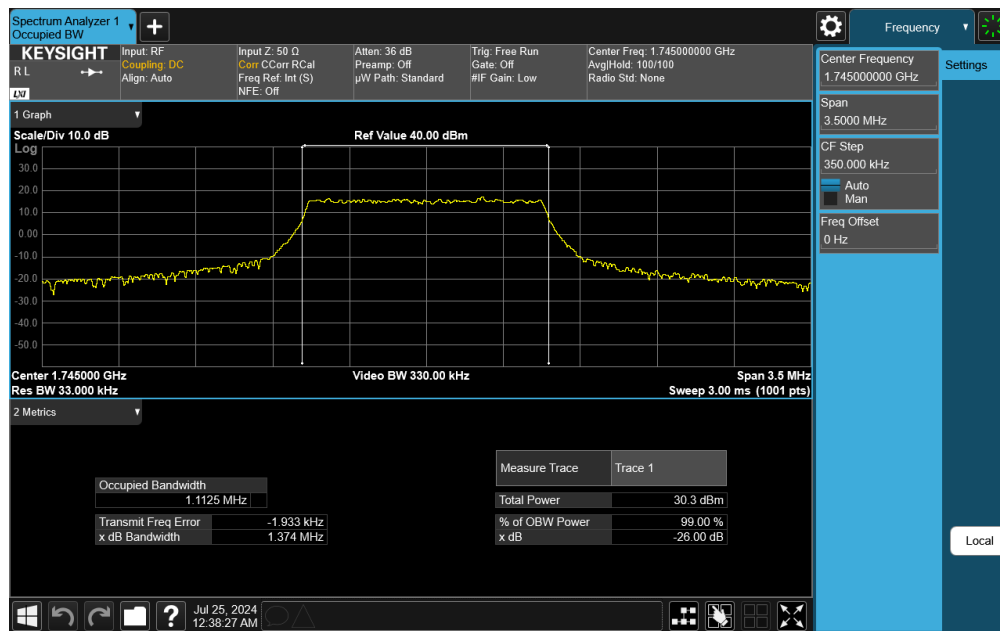 Spectrum Analyzer 1
Occupied BW
Frequency
KEYSIGHT
R L
LXI
Input: RF
Coupling: DC
Align: Auto
Input Z: 50 Ω
Corr CCorr RCal
Freq Ref: Int (S)
NFE: Off
Atten: 36 dB
Preamp: Off
µW Path: Standard
Trig: Free Run
Gate: Off
#IF Gain: Low
Center Freq: 1.745000000 GHz
Avg|Hold: 100/100
Radio Std: None
Center Frequency
1.745000000 GHz
Settings
Span
3.5000 MHz
CF Step
350.000 kHz
Auto
Man
Freq Offset
0 Hz
Local
1 Graph
Scale/Div 10.0 dB
Ref Value 40.00 dBm
Log
30.0
20.0
10.0
0.00
-10.0
-20.0
-30.0
-40.0
-50.0
Center 1.745000 GHz
Video BW 330.00 kHz
Span 3.5 MHz
Res BW 33.000 kHz
Sweep 3.00 ms (1001 pts)
2 Metrics
Occupied Bandwidth
1.1125 MHz
Transmit Freq Error -1.933 kHz
x dB Bandwidth 1.374 MHz
Measure Trace Trace 1
Total Power 30.3 dBm
% of OBW Power 99.00 %
x dB -26.00 dB
Jul 25, 2024
12:38:27 AM